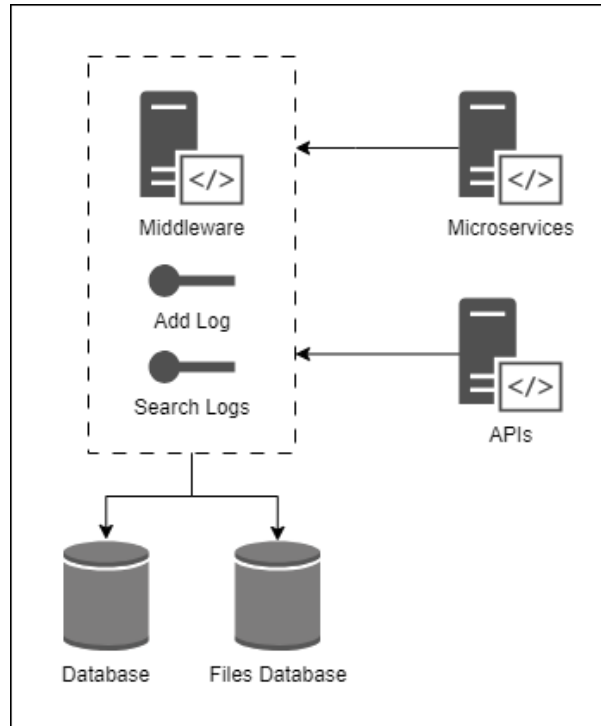 </>
</>
Middleware
Microservices
Add Log
</>
Search Logs
APIs
Database
Files Database